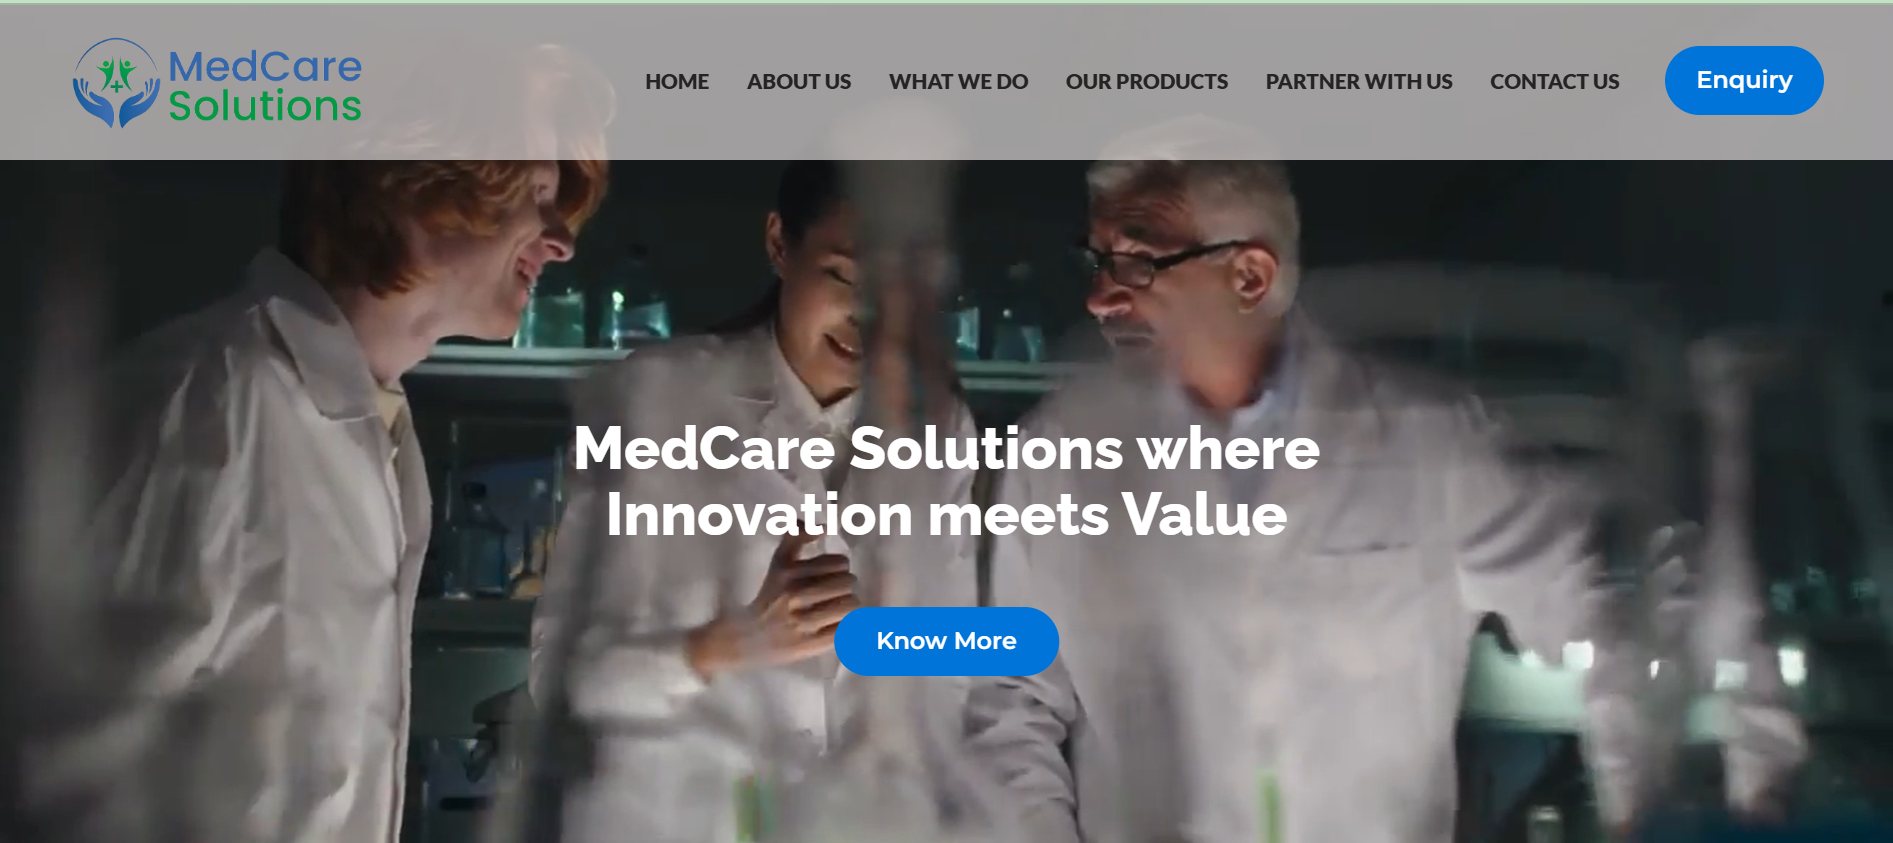 MedCare
Solutions
HOME ABOUT US WHAT WE DO OUR PRODUCTS PARTNER WITH US CONTACT US Enquiry
MedCare Solutions where
Innovation meets Value
Know More